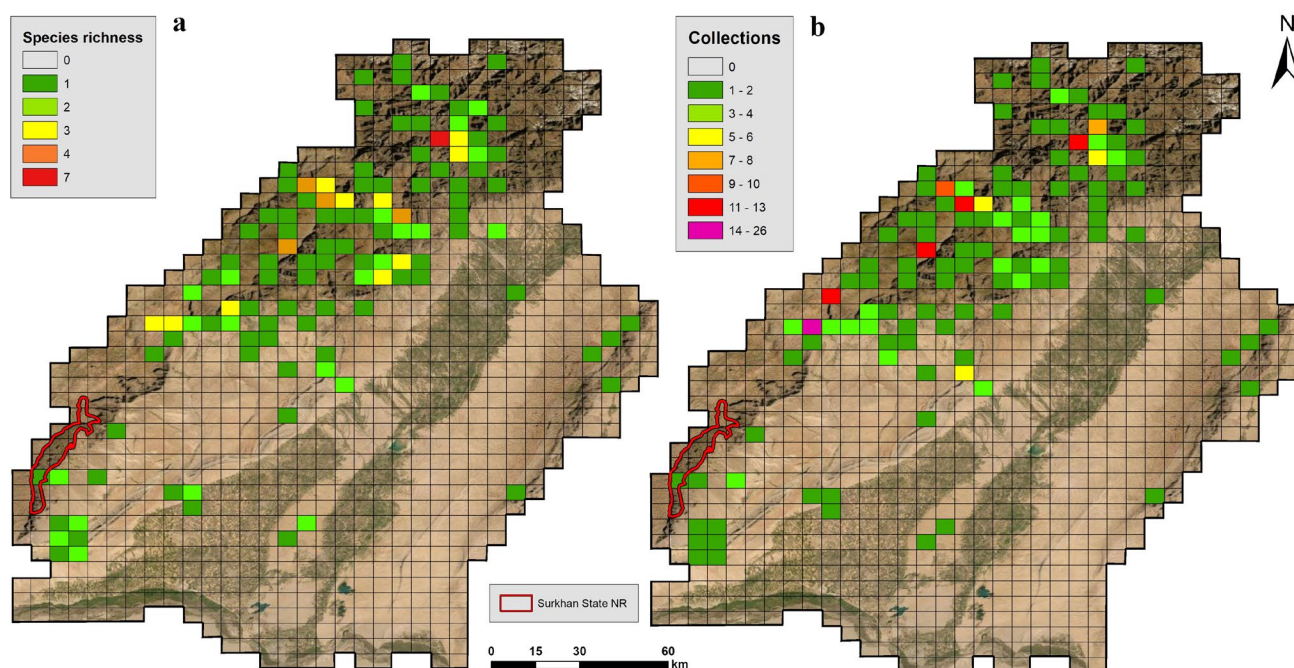 a
Species richness
0
1
2
3
4
7
b
Collections
0
1 - 2
3 - 4
5 - 6
7 - 8
9 - 10
11 - 13
14 - 26
N
Surkhan State NR
0 15 30 60
km